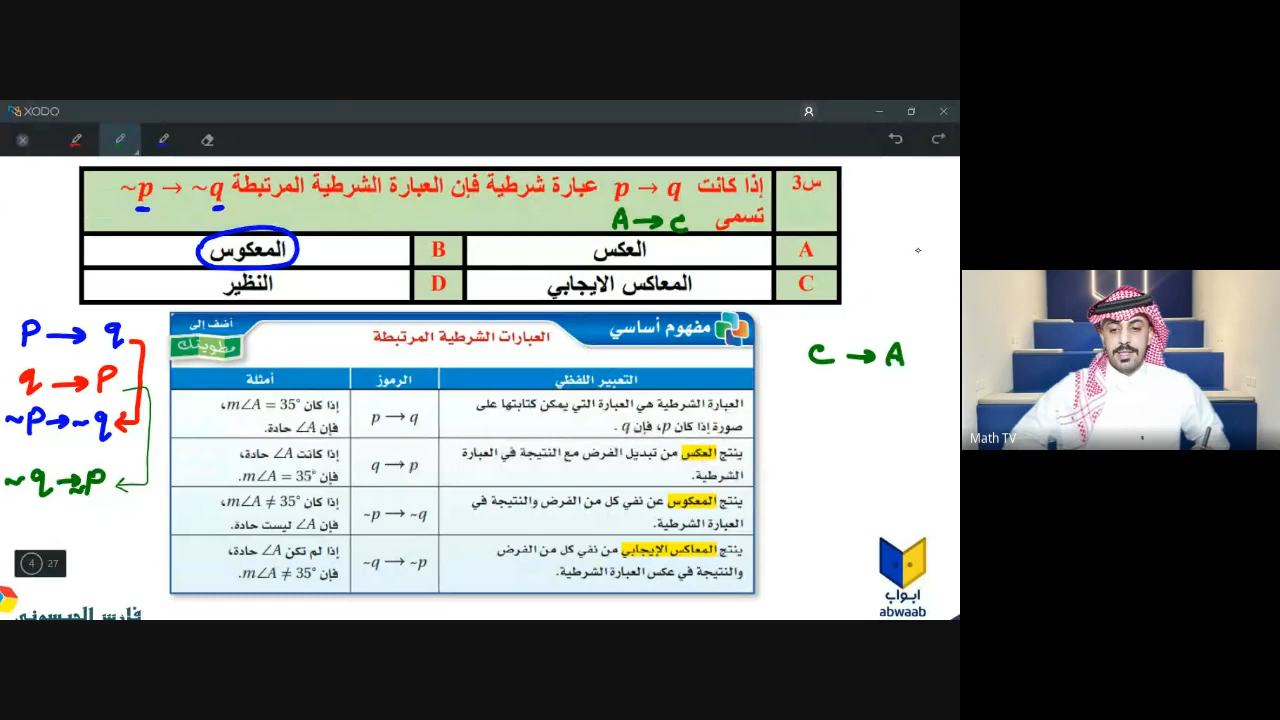 XODO
س3
إذا كانت p → q عبارة شرطية فإن العبارة الشرطية المرتبطة ~p → ~q
تسمى
A → C
A
العكس
B
المعكوس
C
المعاكس الايجابي
D
النظير
P → q
q → P
~P → ~q
~q → ~P
C → A
مفهوم أساسي
العبارات الشرطية المرتبطة
أضف إلى
مطويتك
التعبير اللفظي
الرموز
أمثلة
العبارة الشرطية هي العبارة التي يمكن كتابتها على
صورة إذا كان p، فإن q .
p → q
إذا كان m∠A = 35°،
فإن ∠A حادة.
ينتج العكس من تبديل الفرض مع النتيجة في العبارة
الشرطية.
q → p
إذا كانت ∠A حادة،
فإن m∠A = 35°.
ينتج المعكوس عن نفي كل من الفرض والنتيجة في
العبارة الشرطية.
~p → ~q
إذا كان m∠A ≠ 35°،
فإن ∠A ليست حادة.
ينتج المعاكس الإيجابي من نفي كل من الفرض
والنتيجة في عكس العبارة الشرطية.
~q → ~p
إذا لم تكن ∠A حادة،
فإن m∠A ≠ 35°.
4 27
ابواب
abwaab
Math TV